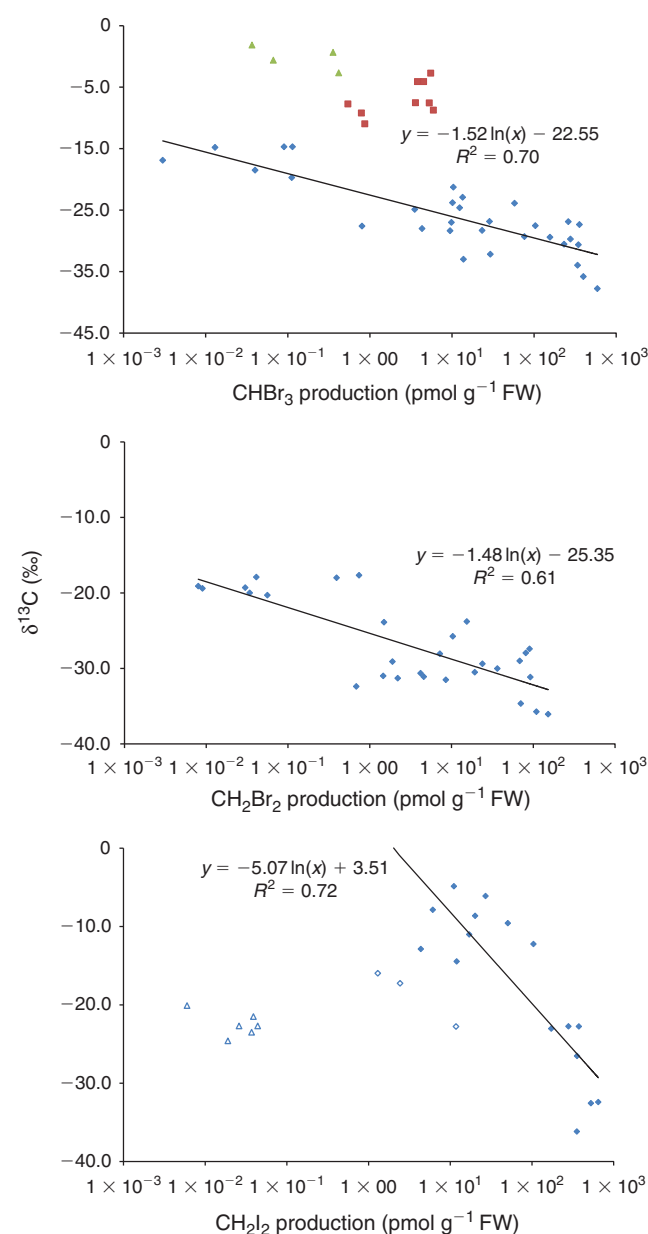 0
−5.0
−15.0
−25.0
−35.0
−45.0
y = −1.52 ln(x) − 22.55
R² = 0.70
1 × 10⁻³ 1 × 10⁻² 1 × 10⁻¹ 1 × 00 1 × 10¹ 1 × 10² 1 × 10³
CHBr₃ production (pmol g⁻¹ FW)
0
−10.0
−20.0
−30.0
−40.0
δ¹³C (‰)
y = −1.48 ln(x) − 25.35
R² = 0.61
1 × 10⁻³ 1 × 10⁻² 1 × 10⁻¹ 1 × 00 1 × 10¹ 1 × 10² 1 × 10³
CH₂Br₂ production (pmol g⁻¹ FW)
0
−10.0
−20.0
−30.0
−40.0
y = −5.07 ln(x) + 3.51
R² = 0.72
1 × 10⁻³ 1 × 10⁻² 1 × 10⁻¹ 1 × 00 1 × 10¹ 1 × 10² 1 × 10³
CH₂I₂ production (pmol g⁻¹ FW)